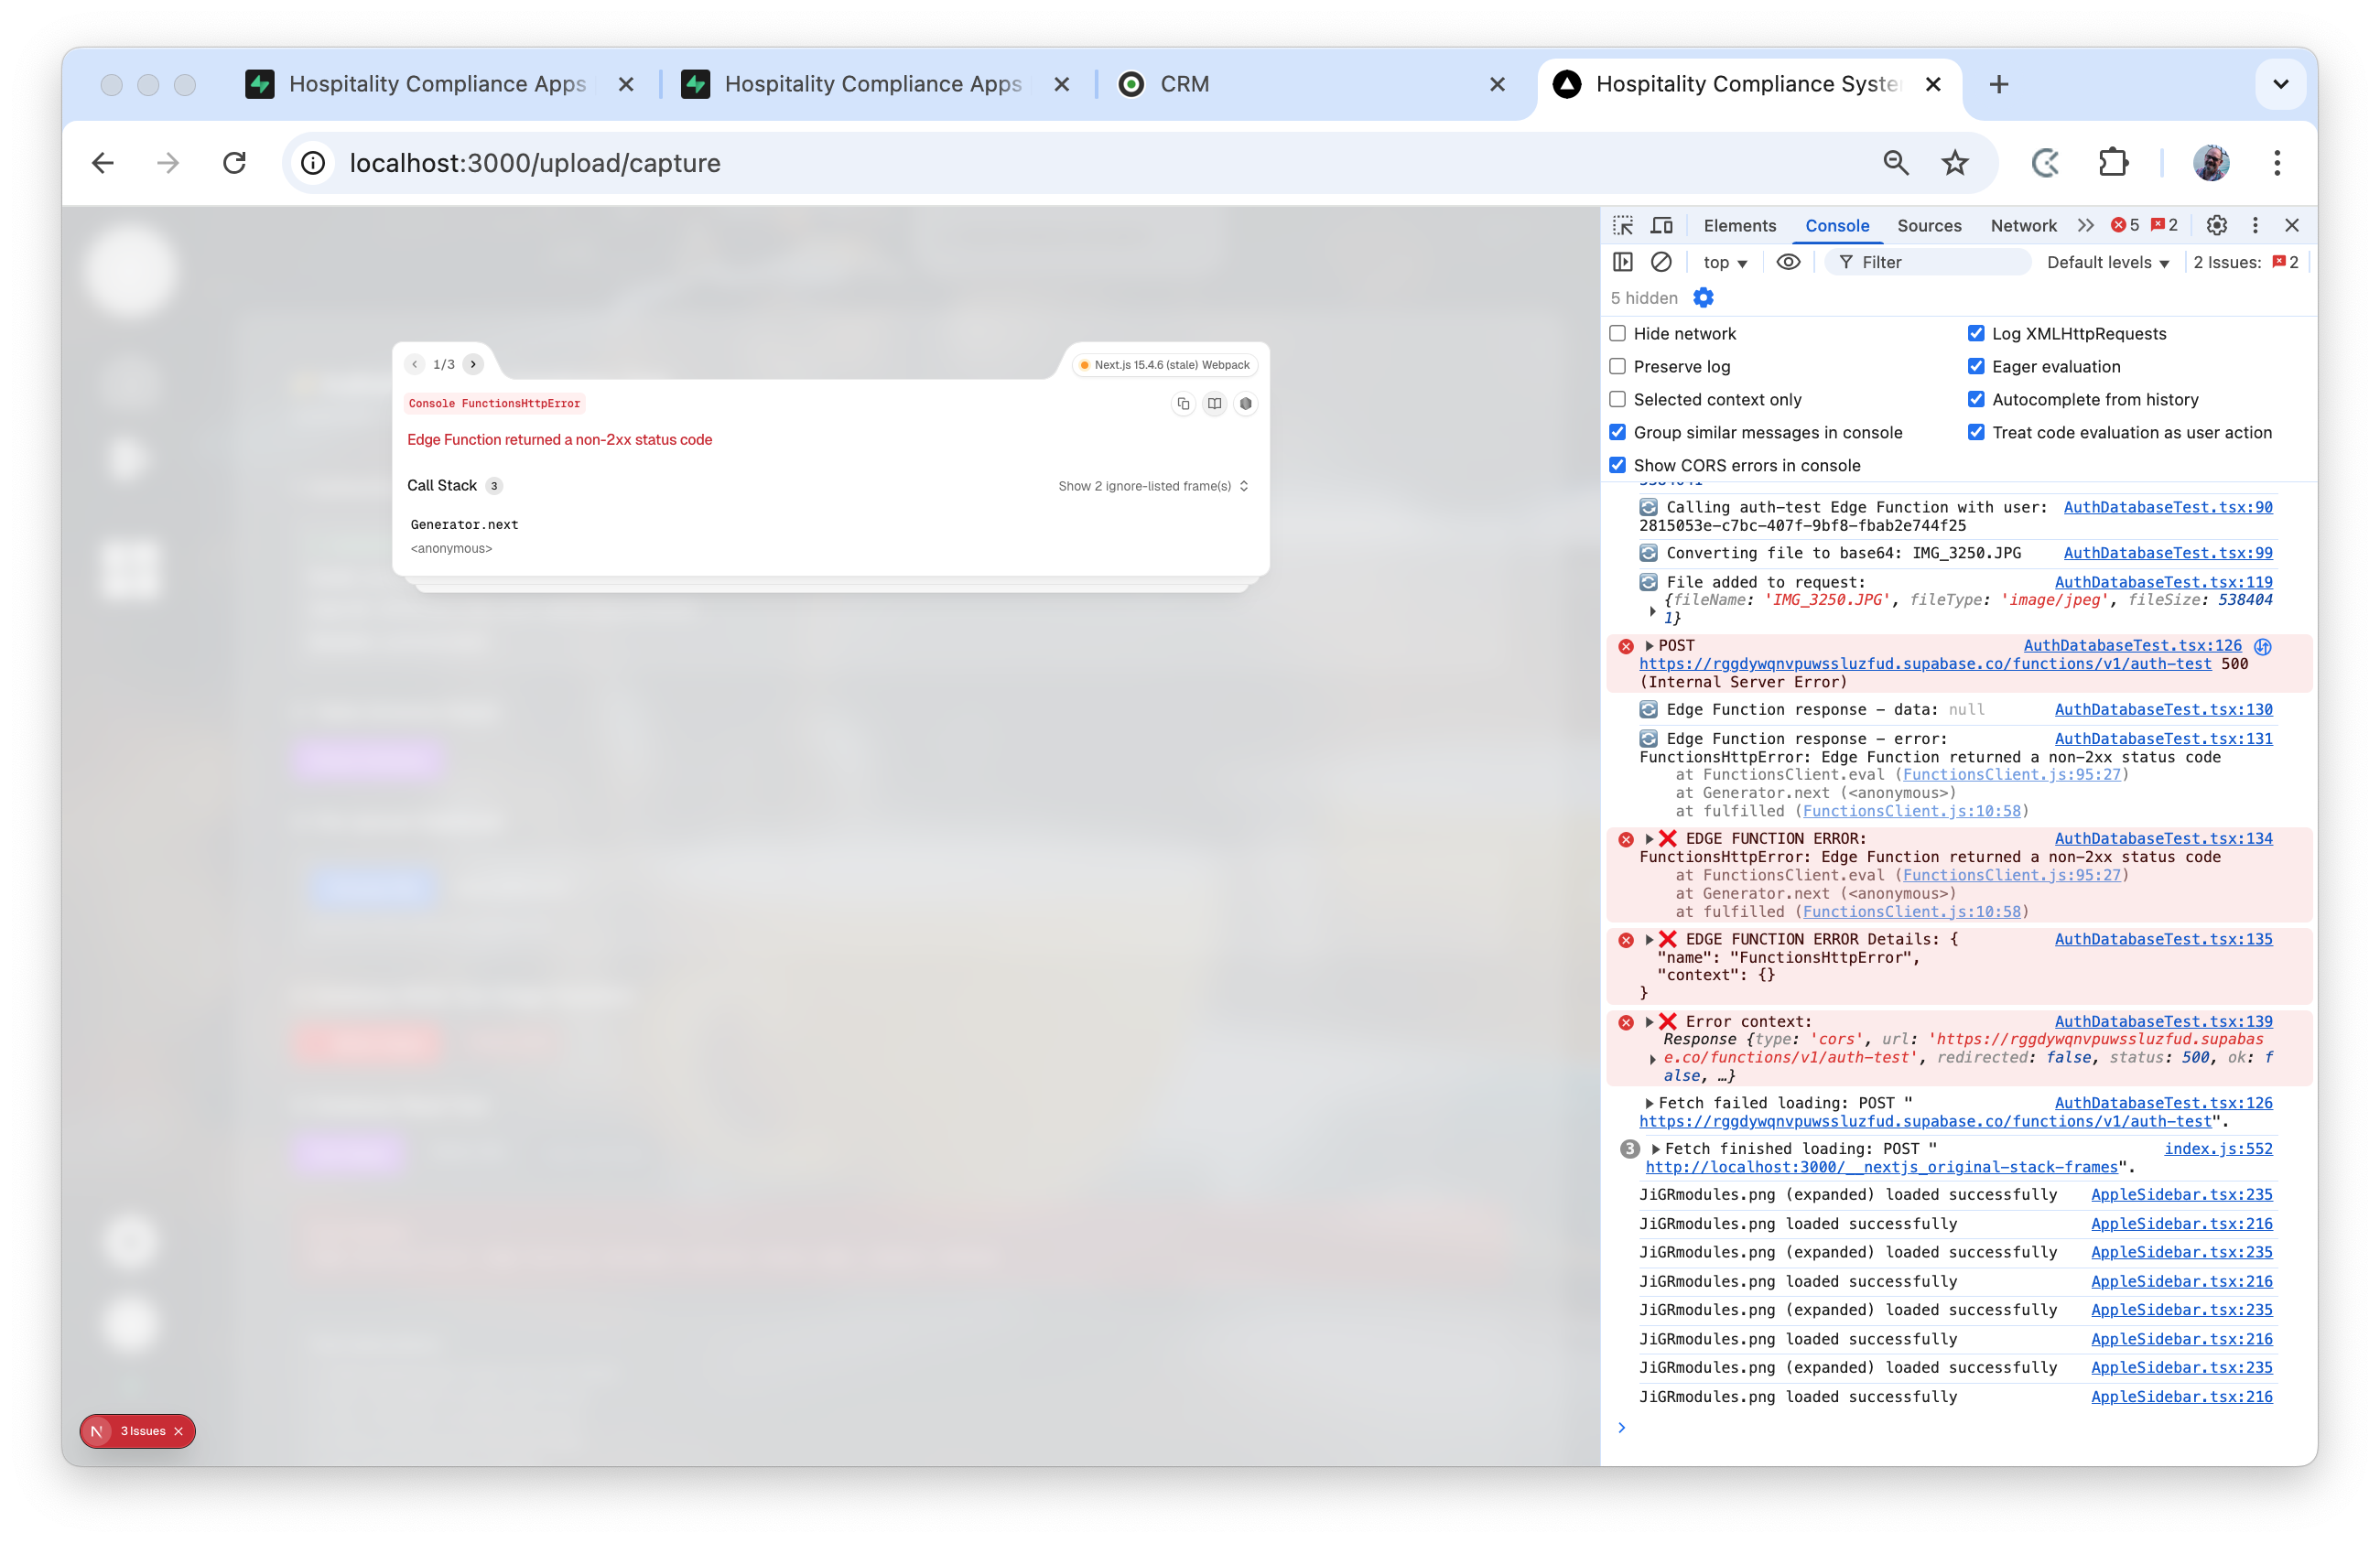 Hospitality Compliance Apps
Hospitality Compliance Apps
CRM
Hospitality Compliance Syste
localhost:3000/upload/capture
1/3
Next.js 15.4.6 (stale) Webpack
Console FunctionsHttpError
Edge Function returned a non-2xx status code
Call Stack 3
Show 2 ignore-listed frame(s)
Generator.next
<anonymous>
N 3 Issues
Elements Console Sources Network 5 2
top Filter Default levels 2 Issues: 2
5 hidden
Hide network Log XMLHttpRequests
Preserve log Eager evaluation
Selected context only Autocomplete from history
Group similar messages in console Treat code evaluation as user action
Show CORS errors in console
Calling auth-test Edge Function with user: AuthDatabaseTest.tsx:90
2815053e-c7bc-407f-9bf8-fbab2e744f25
Converting file to base64: IMG_3250.JPG AuthDatabaseTest.tsx:99
File added to request: AuthDatabaseTest.tsx:119
{fileName: 'IMG_3250.JPG', fileType: 'image/jpeg', fileSize: 538404
1}
POST AuthDatabaseTest.tsx:126
https://rggdywqnvpuwssluzfud.supabase.co/functions/v1/auth-test 500
(Internal Server Error)
Edge Function response – data: null AuthDatabaseTest.tsx:130
Edge Function response – error: AuthDatabaseTest.tsx:131
FunctionsHttpError: Edge Function returned a non-2xx status code
at FunctionsClient.eval (FunctionsClient.js:95:27)
at Generator.next (<anonymous>)
at fulfilled (FunctionsClient.js:10:58)
❌ EDGE FUNCTION ERROR: AuthDatabaseTest.tsx:134
FunctionsHttpError: Edge Function returned a non-2xx status code
at FunctionsClient.eval (FunctionsClient.js:95:27)
at Generator.next (<anonymous>)
at fulfilled (FunctionsClient.js:10:58)
❌ EDGE FUNCTION ERROR Details: { AuthDatabaseTest.tsx:135
"name": "FunctionsHttpError",
"context": {}
}
❌ Error context: AuthDatabaseTest.tsx:139
Response {type: 'cors', url: 'https://rggdywqnvpuwssluzfud.supabas
e.co/functions/v1/auth-test', redirected: false, status: 500, ok: f
alse, …}
Fetch failed loading: POST " AuthDatabaseTest.tsx:126
https://rggdywqnvpuwssluzfud.supabase.co/functions/v1/auth-test".
3 Fetch finished loading: POST " index.js:552
http://localhost:3000/__nextjs_original-stack-frames".
JiGRmodules.png (expanded) loaded successfully AppleSidebar.tsx:235
JiGRmodules.png loaded successfully AppleSidebar.tsx:216
JiGRmodules.png (expanded) loaded successfully AppleSidebar.tsx:235
JiGRmodules.png loaded successfully AppleSidebar.tsx:216
JiGRmodules.png (expanded) loaded successfully AppleSidebar.tsx:235
JiGRmodules.png loaded successfully AppleSidebar.tsx:216
JiGRmodules.png (expanded) loaded successfully AppleSidebar.tsx:235
JiGRmodules.png loaded successfully AppleSidebar.tsx:216